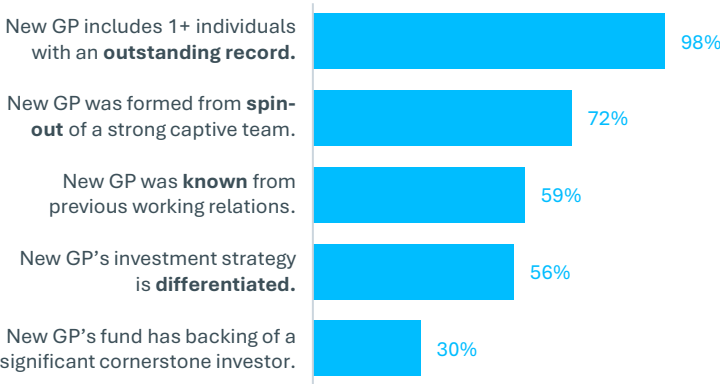 New GP includes 1+ individuals
with an outstanding record.
98%
New GP was formed from spin-
out of a strong captive team.
72%
New GP was known from
previous working relations.
59%
New GP’s investment strategy
is differentiated.
56%
New GP’s fund has backing of a
significant cornerstone investor.
30%